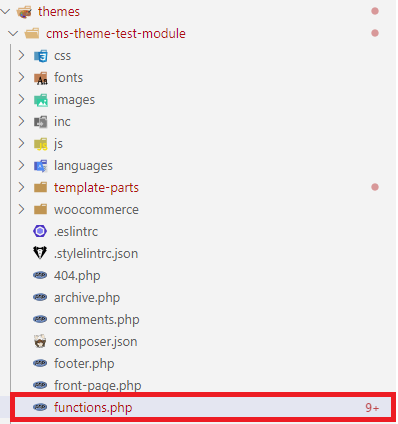 themes
cms-theme-test-module
css
fonts
images
inc
js
languages
template-parts
woocommerce
.eslintrc
.stylelintrc.json
404.php
archive.php
comments.php
composer.json
footer.php
front-page.php
functions.php 9+